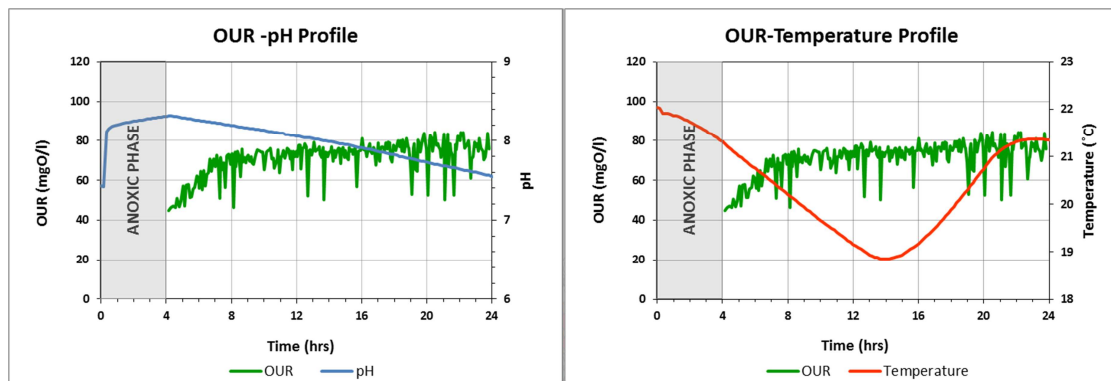 OUR -pH Profile
120
100
80
60
40
20
0
OUR (mgO/l)
ANOXIC PHASE
9
8
7
6
pH
0
4
8
12
16
20
24
Time (hrs)
OUR
pH
OUR-Temperature Profile
120
100
80
60
40
20
0
OUR (mgO/l)
ANOXIC PHASE
23
22
21
20
19
18
Temperature (˚C)
0
4
8
12
16
20
24
Time (hrs)
OUR
Temperature